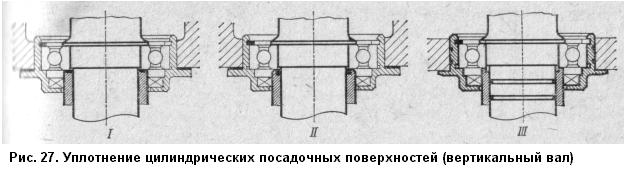 I II III
Рис. 27. Уплотнение цилиндрических посадочных поверхностей (вертикальный вал)